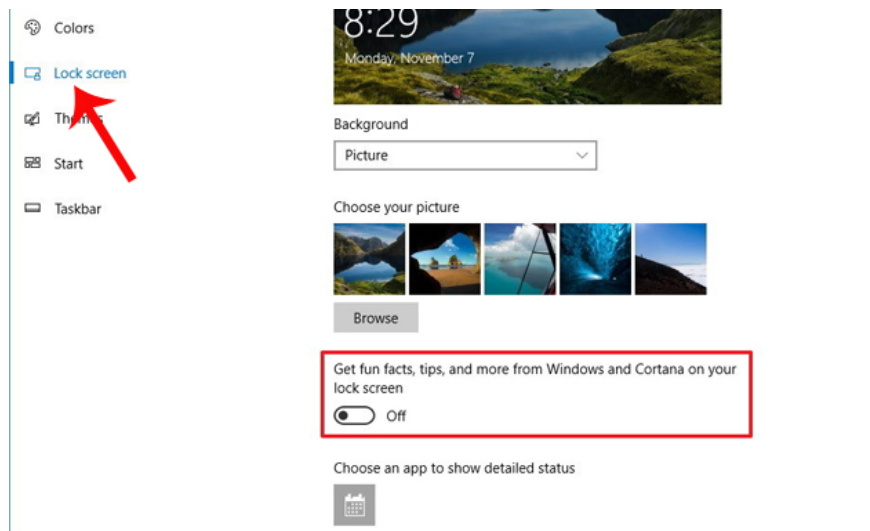 Colors
Lock screen
Themes
Start
Taskbar
8:29
Monday, November 7
Background
Picture
Choose your picture
Browse
Get fun facts, tips, and more from Windows and Cortana on your
lock screen
Off
Choose an app to show detailed status